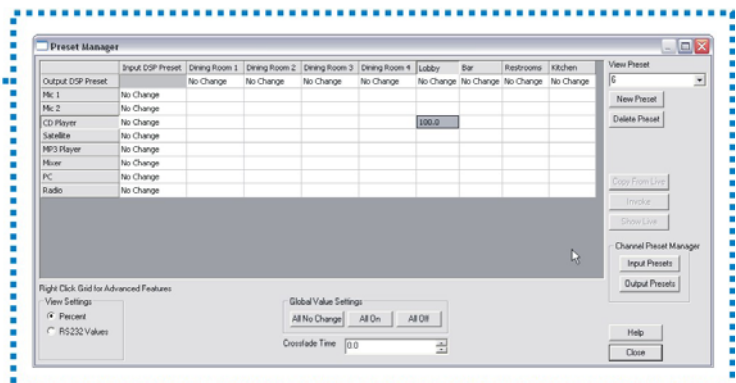 Preset Manager
Input DSP Preset Dining Room 1 Dining Room 2 Dining Room 3 Dining Room 4 Lobby Bar Restrooms Kitchen
Output DSP Preset No Change No Change No Change No Change No Change No Change No Change No Change
Mic 1 No Change
Mic 2 No Change
CD Player No Change 100.0
Satellite No Change
MP3 Player No Change
Mixer No Change
PC No Change
Radio No Change
View Preset
6
New Preset
Delete Preset
Copy From Live
Invoke
Show Live
Channel Preset Manager
Input Presets
Output Presets
Right Click Grid for Advanced Features
View Settings
Percent
RS232 Values
Global Value Settings
All No Change All On All Off
Crossfade Time 0.0
Help
Close